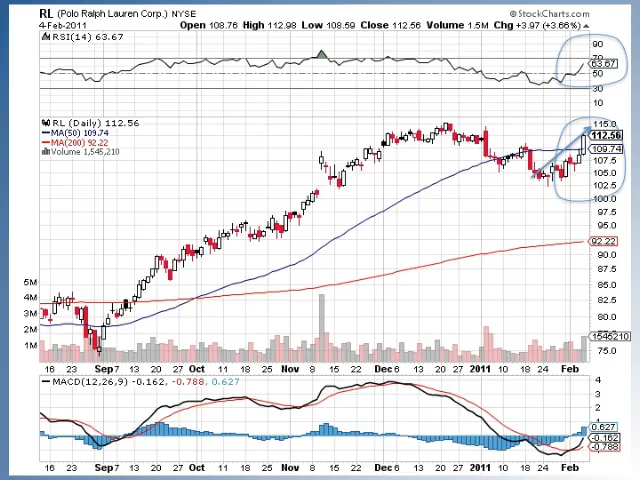 RL (Polo Ralph Lauren Corp.) NYSE
© StockCharts.com
4-Feb-2011
Open 108.76 High 112.98 Low 108.59 Close 112.56 Volume 1.5M Chg +3.97 (+3.66%)
RSI(14) 63.67
90
70
63.67
50
30
10
RL (Daily) 112.56
MA(50) 109.74
MA(200) 92.22
Volume 1,545,210
115.0
112.56
109.74
107.5
105.0
102.5
100.0
97.5
95.0
92.22
90.0
87.5
85.0
82.5
80.0
77.5
1545210
75.0
5M
4M
3M
2M
1M
16 23 Sep 7 13 20 27 Oct 11 18 25 Nov 8 15 22 Dec 6 13 20 27 2011 10 18 24 Feb
MACD(12,26,9) -0.162, -0.788, 0.627
4
3
2
1
0.627
-0.162
-0.788
16 23 Sep 7 13 20 27 Oct 11 18 25 Nov 8 15 22 Dec 6 13 20 27 2011 10 18 24 Feb